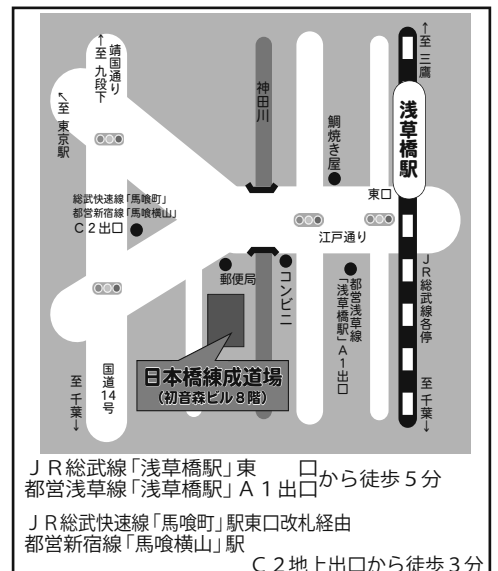 ↑至 九段下
靖国通り
↑至 東京駅
神田川
鯛焼き屋
↑至 三鷹
浅草橋駅
東口
総武快速線「馬喰町」
都営新宿線「馬喰横山」
C2出口
江戸通り
郵便局
コンビニ
都営浅草線
「浅草橋駅」A1出口
JR総武線各停
日本橋練成道場
(初音森ビル8階)
国道14号
至 千葉↓
至 千葉↓
JR総武線「浅草橋駅」東 口
都営浅草線「浅草橋駅」A1出口から徒歩5分
JR総武快速線「馬喰町」駅東口改札経由
都営新宿線「馬喰横山」駅
C2地上出口から徒歩3分